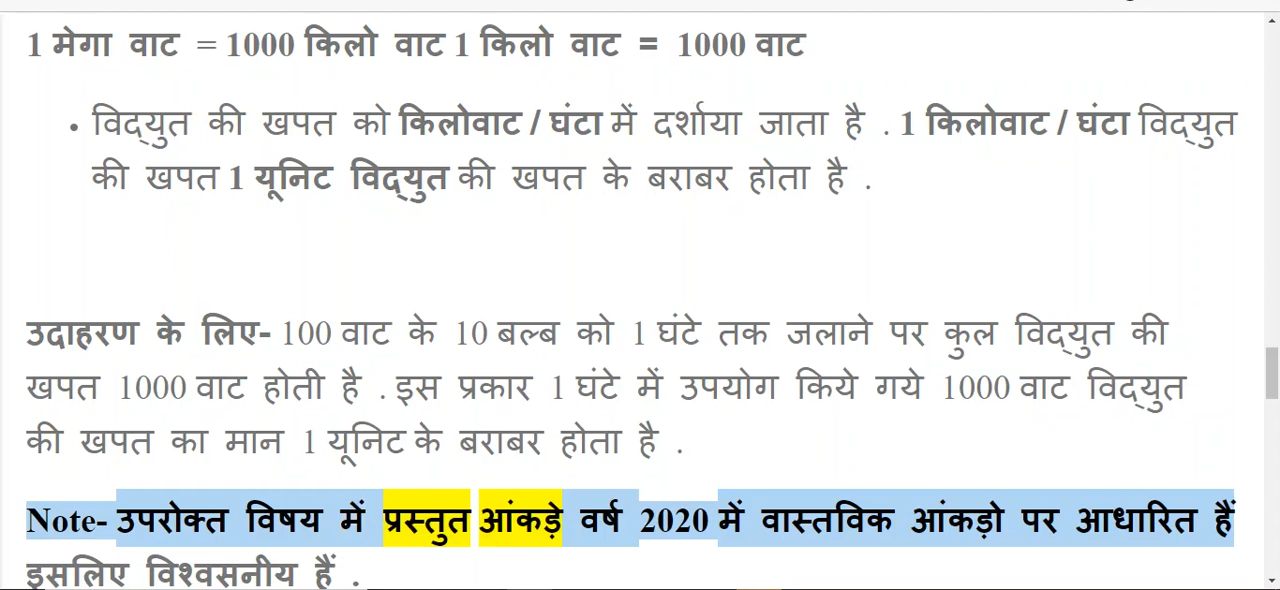 1 मेगा वाट = 1000 किलो वाट 1 किलो वाट = 1000 वाट
• विद्युत की खपत को किलोवाट / घंटा में दर्शाया जाता है . 1 किलोवाट / घंटा विद्युत
की खपत 1 यूनिट विद्युत की खपत के बराबर होता है .
उदाहरण के लिए- 100 वाट के 10 बल्ब को 1 घंटे तक जलाने पर कुल विद्युत की
खपत 1000 वाट होती है . इस प्रकार 1 घंटे में उपयोग किये गये 1000 वाट विद्युत
की खपत का मान 1 यूनिट के बराबर होता है .
Note- उपरोक्त विषय में प्रस्तुत आंकड़े वर्ष 2020 में वास्तविक आंकड़ो पर आधारित हैं
इसलिए विश्वसनीय हैं .